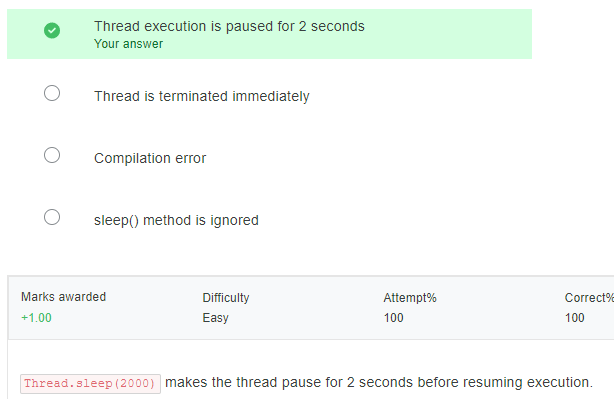 Thread execution is paused for 2 seconds
Your answer
Thread is terminated immediately
Compilation error
sleep() method is ignored
Marks awarded Difficulty Attempt% Correct%
+1.00 Easy 100 100
Thread.sleep(2000) makes the thread pause for 2 seconds before resuming execution.